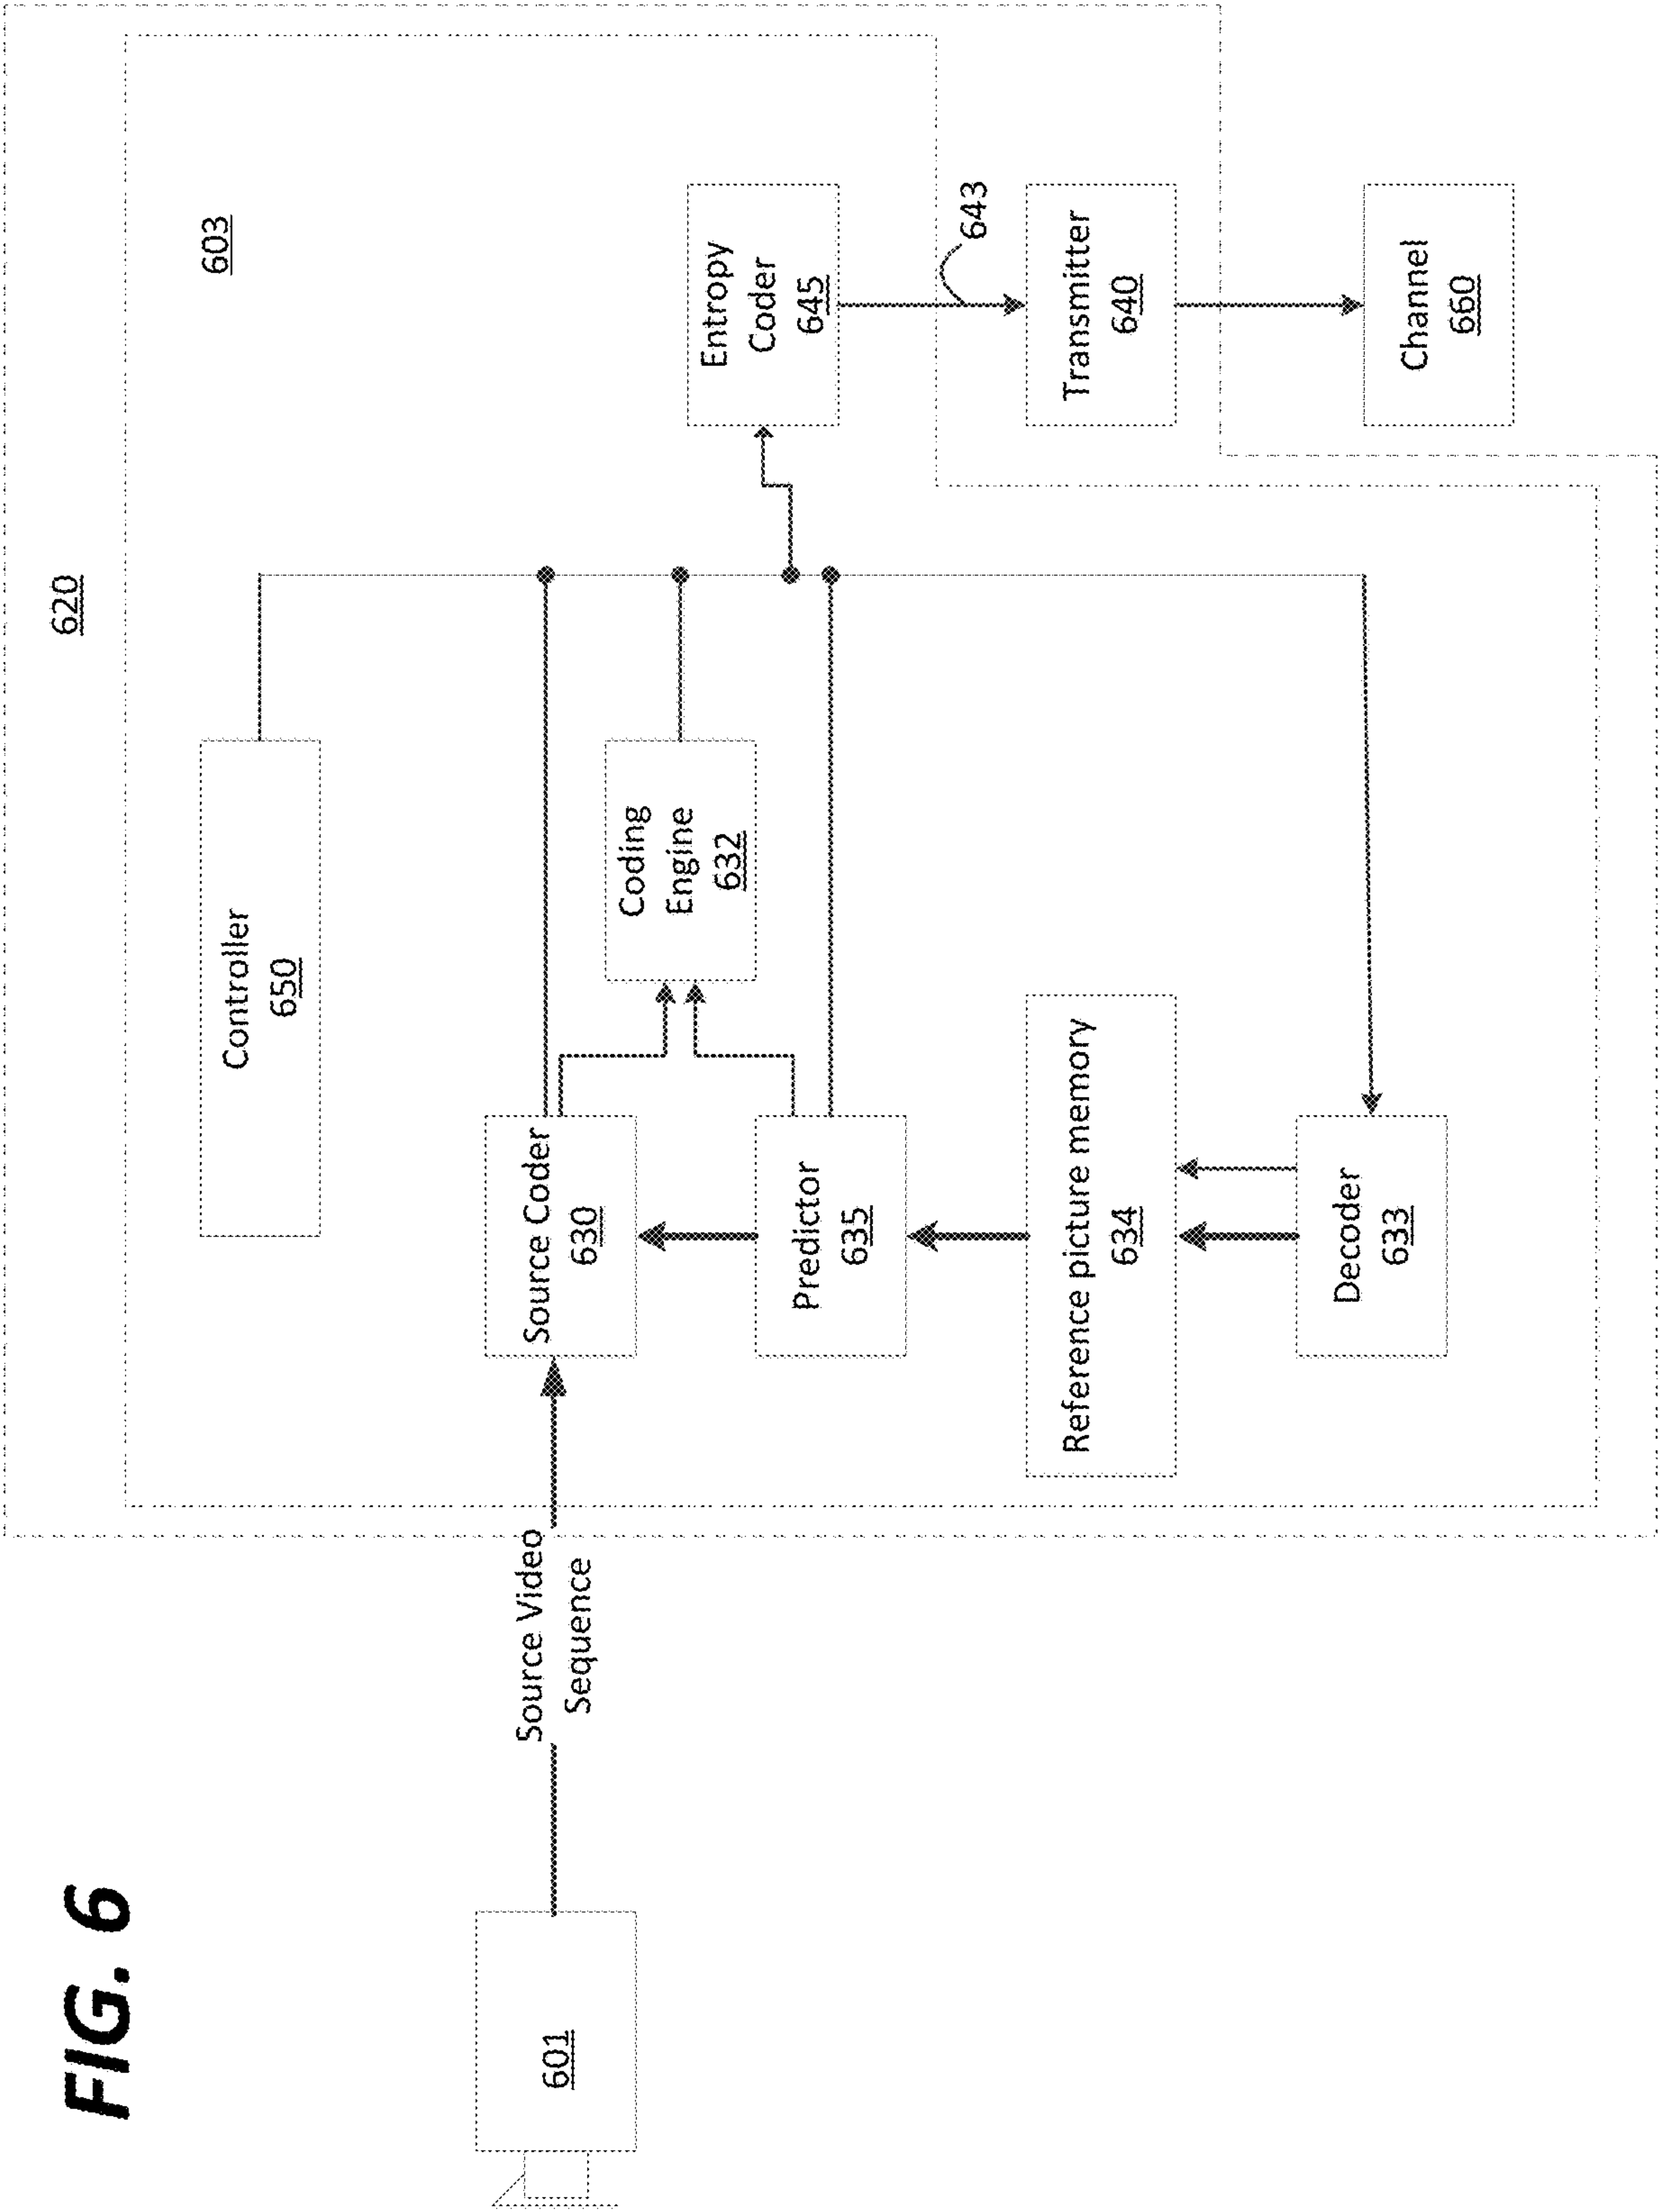 FIG. 6
620
603
Controller
650
601
Source Video
Sequence
Source Coder
630
Coding
Engine
632
Entropy
Coder
645
643
Predictor
635
Reference picture memory
634
Transmitter
640
Decoder
633
Channel
660